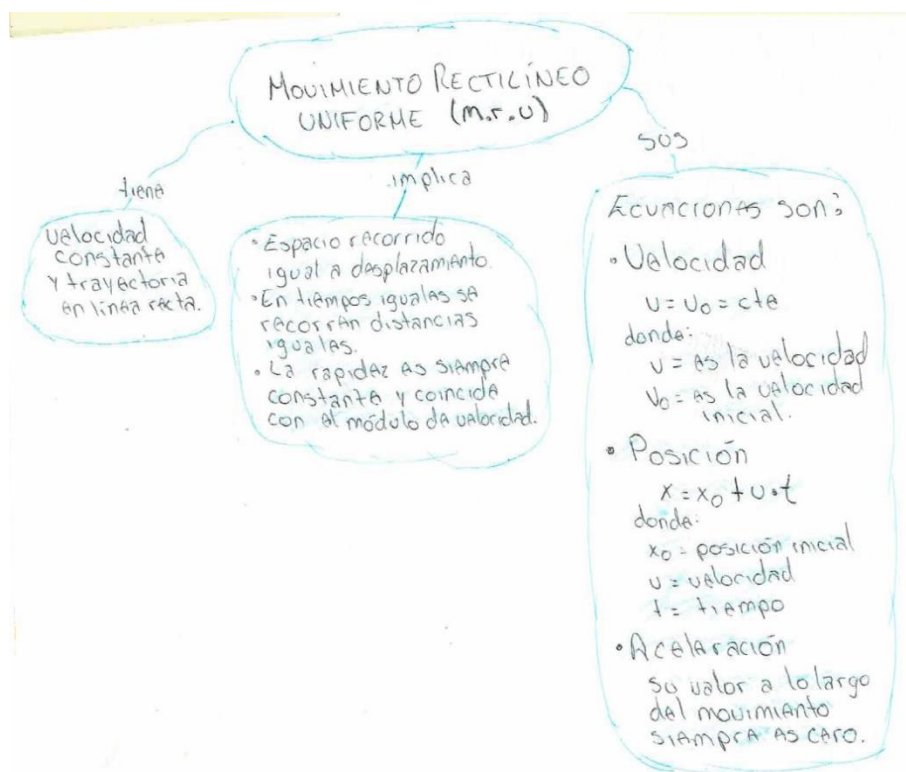 MOVIMIENTO RECTILÍNEO
UNIFORME (m.r.u)
tiene
velocidad
constante
y trayectoria
en línea recta.
implica
• Espacio recorrido
igual a desplazamiento.
• En tiempos iguales se
recorren distancias
iguales.
• La rapidez es siempre
constante y coincide
con el módulo de velocidad.
sus
Ecuaciones son:
• Velocidad
v = v₀ = cte
donde:
v = es la velocidad
v₀ = es la velocidad
inicial.
• Posición
x = x₀ + v•t
donde:
x₀ = posición inicial
v = velocidad
t = tiempo
• Aceleración
su valor a lo largo
del movimiento
siempre es cero.